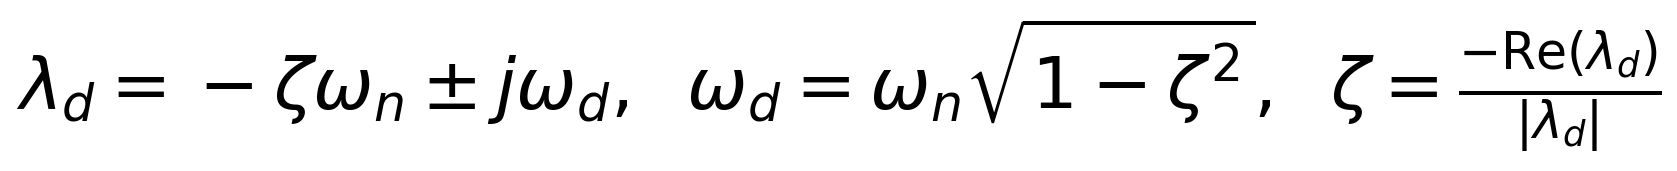 λ_d = −ζω_n ± jω_d,  ω_d = ω_n√(1 − ζ²),  ζ = −Re(λ_d)/|λ_d|